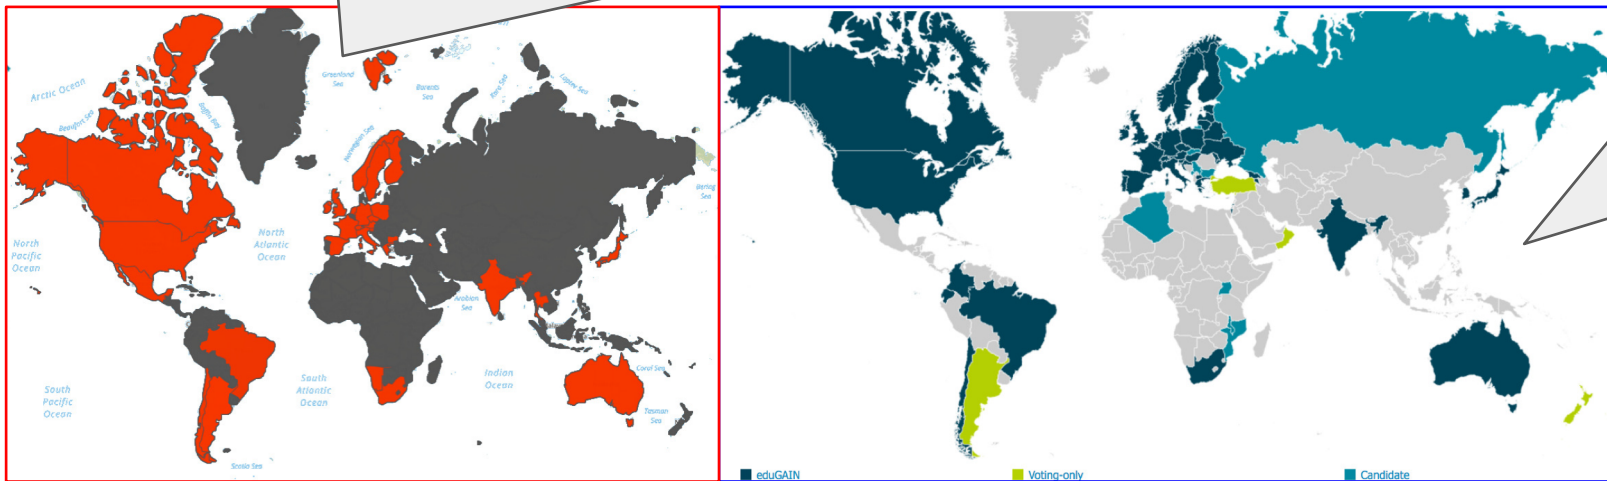 Arctic Ocean
Beaufort Sea
Baffin Bay
Greenland
Sea
Barents
Sea
Kara Sea
Laptev Sea
Norwegian Sea
Bering
Sea
North
Pacific
Ocean
North
Atlantic
Ocean
Arabian
Sea
South
Pacific
Ocean
South
Atlantic
Ocean
Indian
Ocean
Coral Sea
Tasman
Sea
Scotia Sea
eduGAIN
Voting-only
Candidate